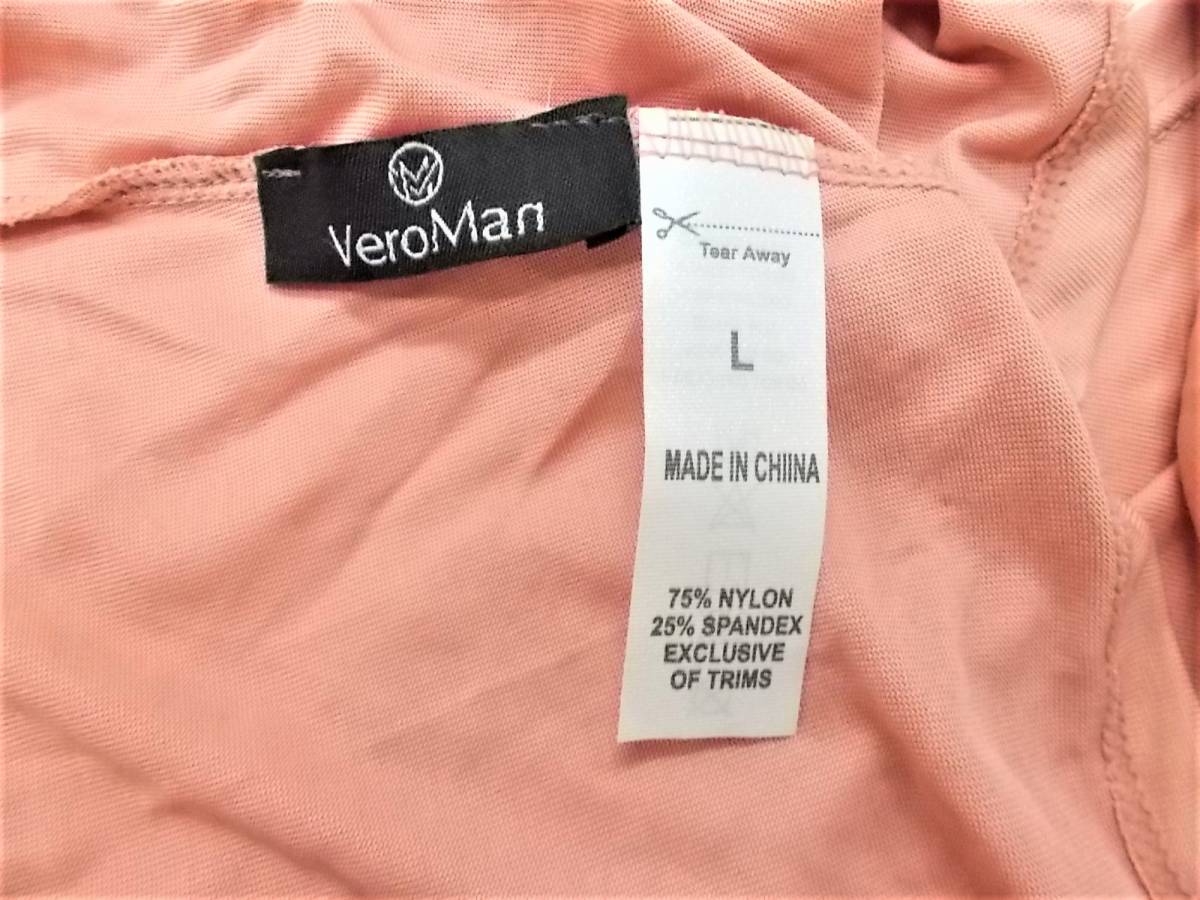 VeroMan
Tear Away
L
MADE IN CHIINA
75% NYLON
25% SPANDEX
EXCLUSIVE
OF TRIMS